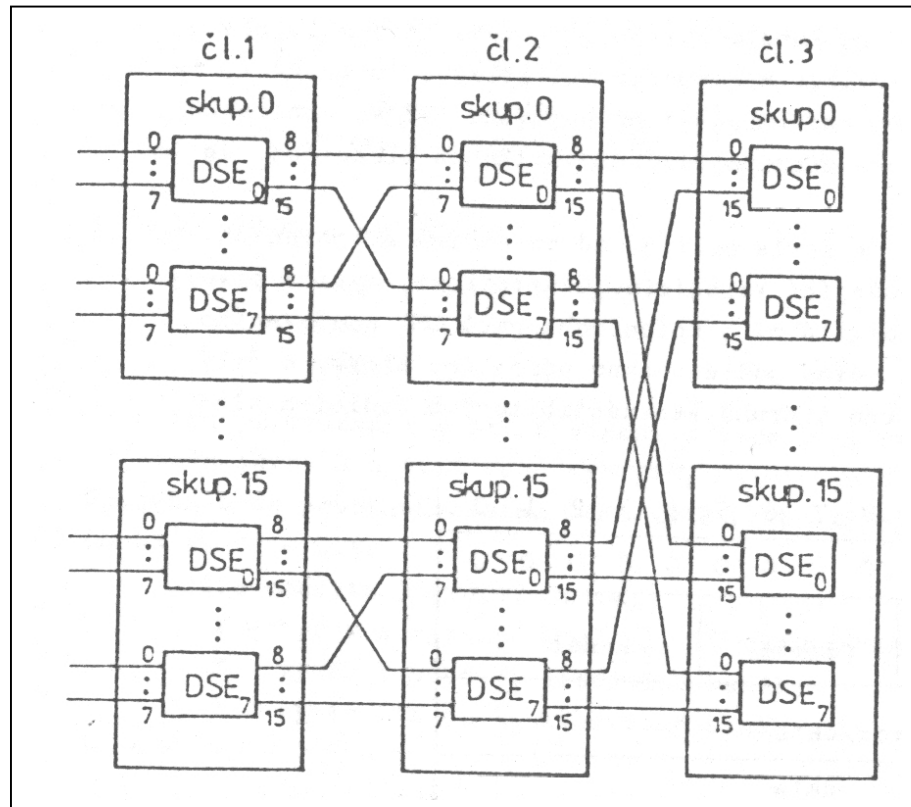 čl.1 čl.2 čl.3
skup.0 skup.0 skup.0
0 8 0 8 0
DSE0 DSE0 DSE0
7 15 7 15 15
0 8 0 8 0
DSE7 DSE7 DSE7
7 15 7 15 15
skup.15 skup.15 skup.15
0 8 0 8 0
DSE0 DSE0 DSE0
7 15 7 15 15
0 8 0 8 0
DSE7 DSE7 DSE7
7 15 7 15 15